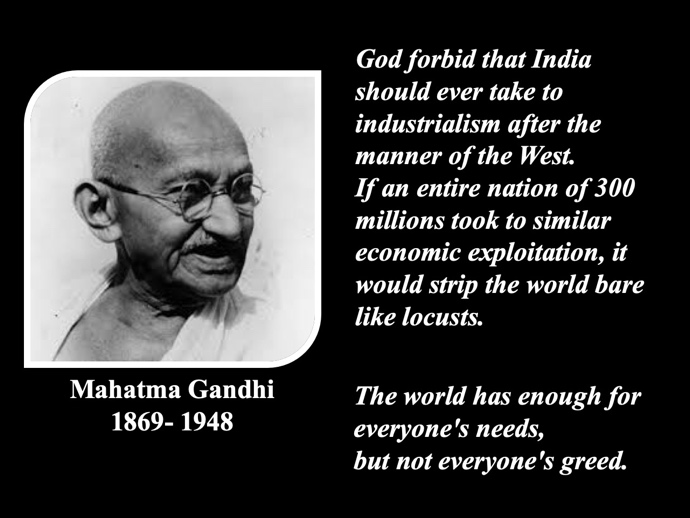 God forbid that India
should ever take to
industrialism after the
manner of the West.
If an entire nation of 300
millions took to similar
economic exploitation, it
would strip the world bare
like locusts.
The world has enough for
everyone's needs,
but not everyone's greed.
Mahatma Gandhi
1869- 1948